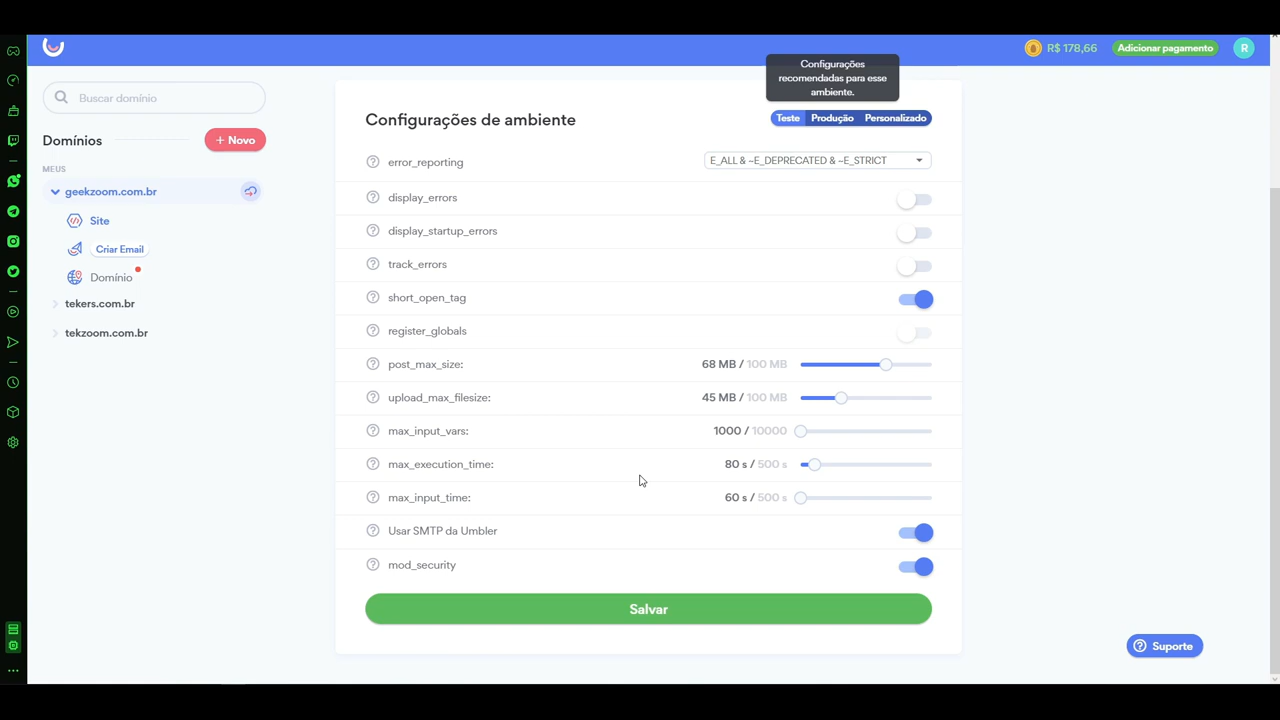 R$ 178,66
Adicionar pagamento
R
Buscar domínio
Domínios
+ Novo
MEUS
geekzoom.com.br
Site
Criar Email
Domínio
tekers.com.br
tekzoom.com.br
Configurações
recomendadas para esse
ambiente.
Configurações de ambiente
Teste Produção Personalizado
? error_reporting E_ALL & ~E_DEPRECATED & ~E_STRICT
? display_errors
? display_startup_errors
? track_errors
? short_open_tag
? register_globals
? post_max_size: 68 MB / 100 MB
? upload_max_filesize: 45 MB / 100 MB
? max_input_vars: 1000 / 10000
? max_execution_time: 80 s / 500 s
? max_input_time: 60 s / 500 s
? Usar SMTP da Umbler
? mod_security
Salvar
? Suporte